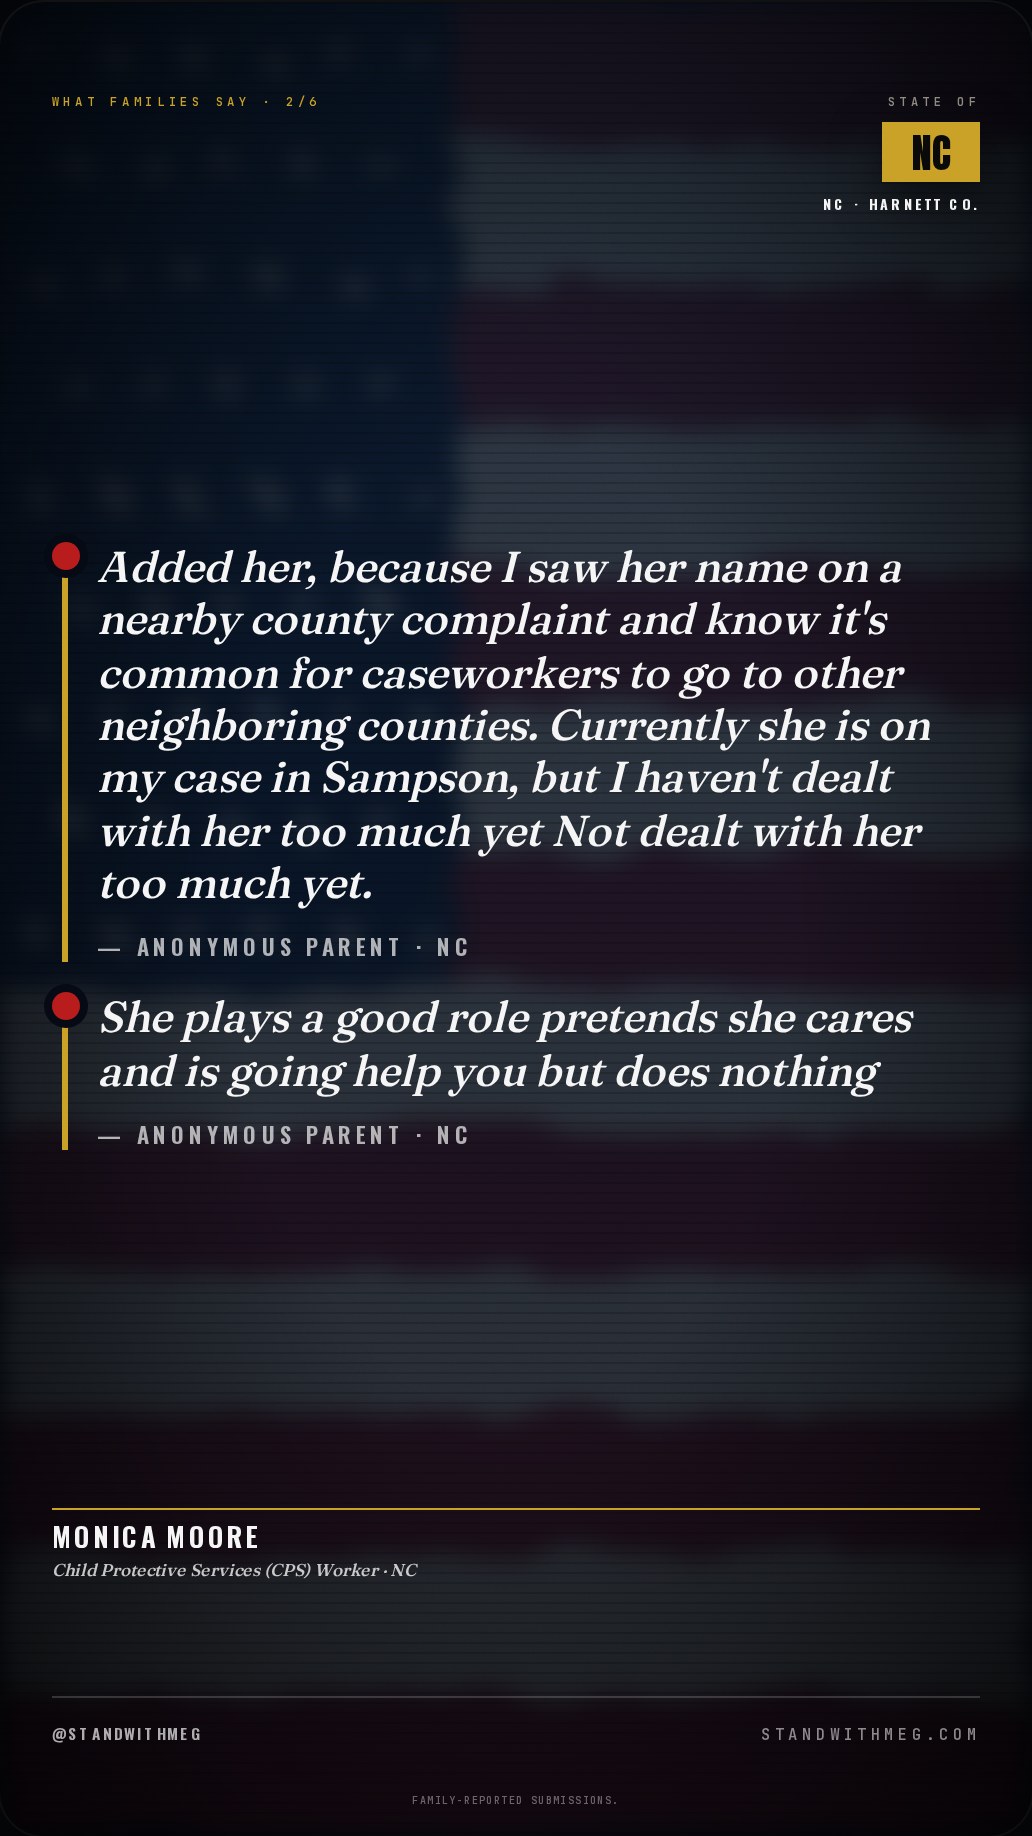 WHAT FAMILIES SAY · 2/6
STATE OF
NC
NC · HARNETT CO.
Added her, because I saw her name on a
nearby county complaint and know it's
common for caseworkers to go to other
neighboring counties. Currently she is on
my case in Sampson, but I haven't dealt
with her too much yet Not dealt with her
too much yet.
— ANONYMOUS PARENT · NC
She plays a good role pretends she cares
and is going help you but does nothing
— ANONYMOUS PARENT · NC
MONICA MOORE
Child Protective Services (CPS) Worker · NC
@STANDWITHMEG
STANDWITHMEG.COM
FAMILY-REPORTED SUBMISSIONS.